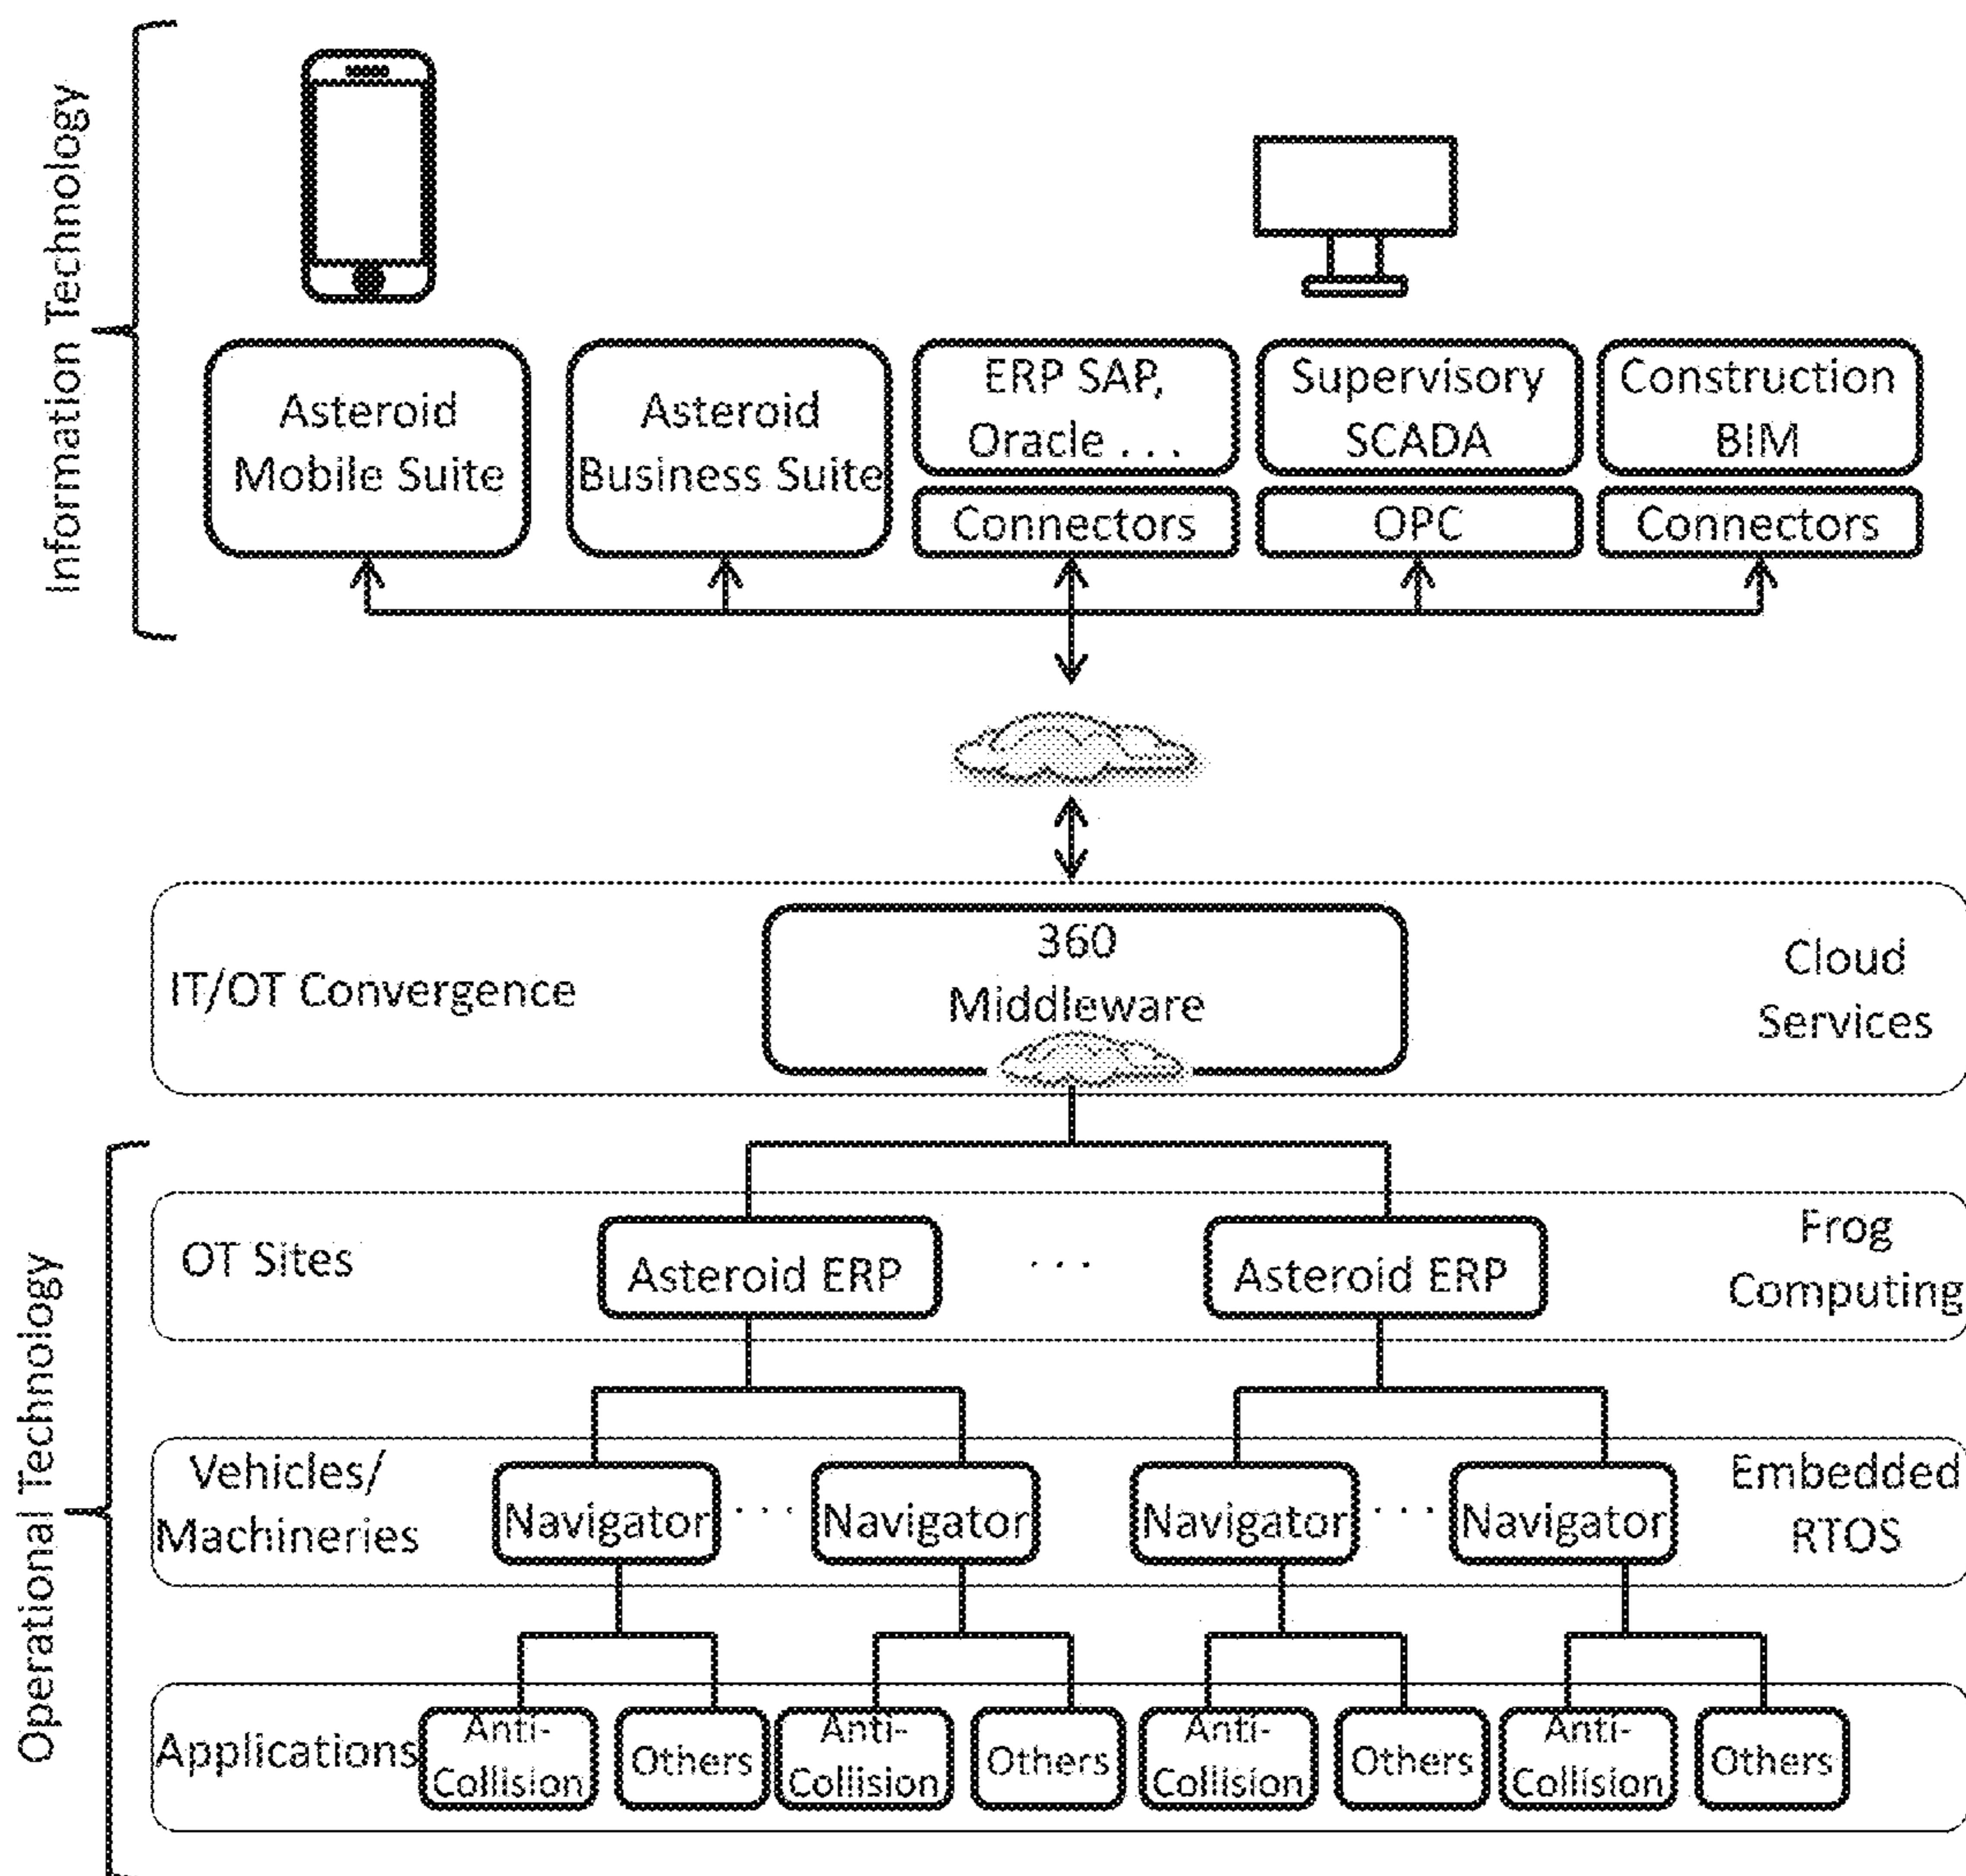 Information Technology
Asteroid
Mobile Suite
Asteroid
Business Suite
ERP SAP,
Oracle . . .
Connectors
Supervisory
SCADA
OPC
Construction
BIM
Connectors
IT/OT Convergence
360
Middleware
Cloud
Services
Operational Technology
OT Sites
Asteroid ERP
. . .
Asteroid ERP
Frog
Computing
Vehicles/
Machineries
Navigator
. . .
Navigator
Navigator
. . .
Navigator
Embedded
RTOS
Applications
Anti-
Collision
Others
Anti-
Collision
Others
Anti-
Collision
Others
Anti-
Collision
Others